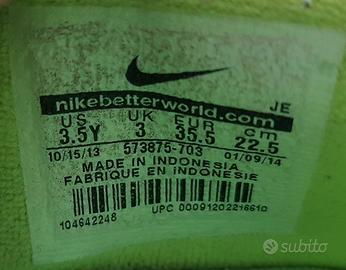 JE
nikebetterworld.com
US UK EUR cm
3.5Y 3 35.5 22.5
10/15/13 573875-703 01/09/14
MADE IN INDONESIA
FABRIQUE EN INDONESIE
104642248 UPC 00091202216610
subito